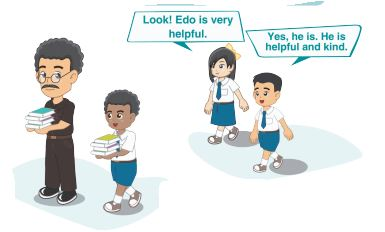 Look! Edo is very
helpful.
Yes, he is. He is
helpful and kind.